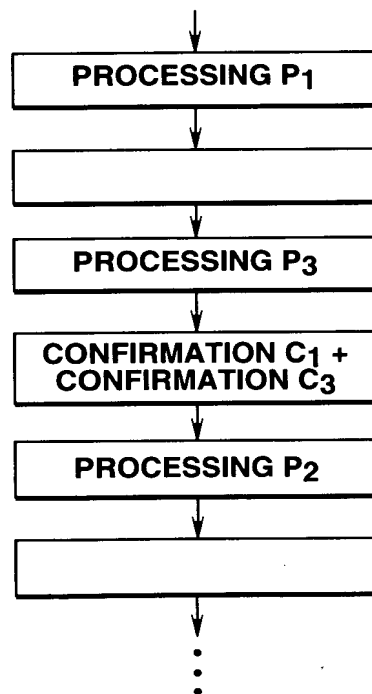 PROCESSING P1
PROCESSING P3
CONFIRMATION C1 +
CONFIRMATION C3
PROCESSING P2